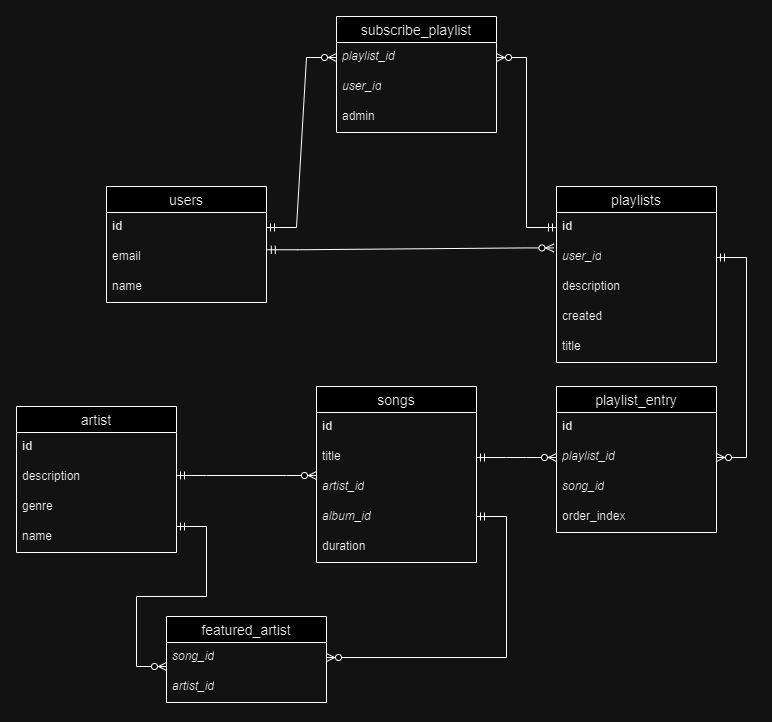 subscribe_playlist
playlist_id
user_id
admin
users
id
email
name
playlists
id
user_id
description
created
title
artist
id
description
genre
name
songs
id
title
artist_id
album_id
duration
playlist_entry
id
playlist_id
song_id
order_index
featured_artist
song_id
artist_id